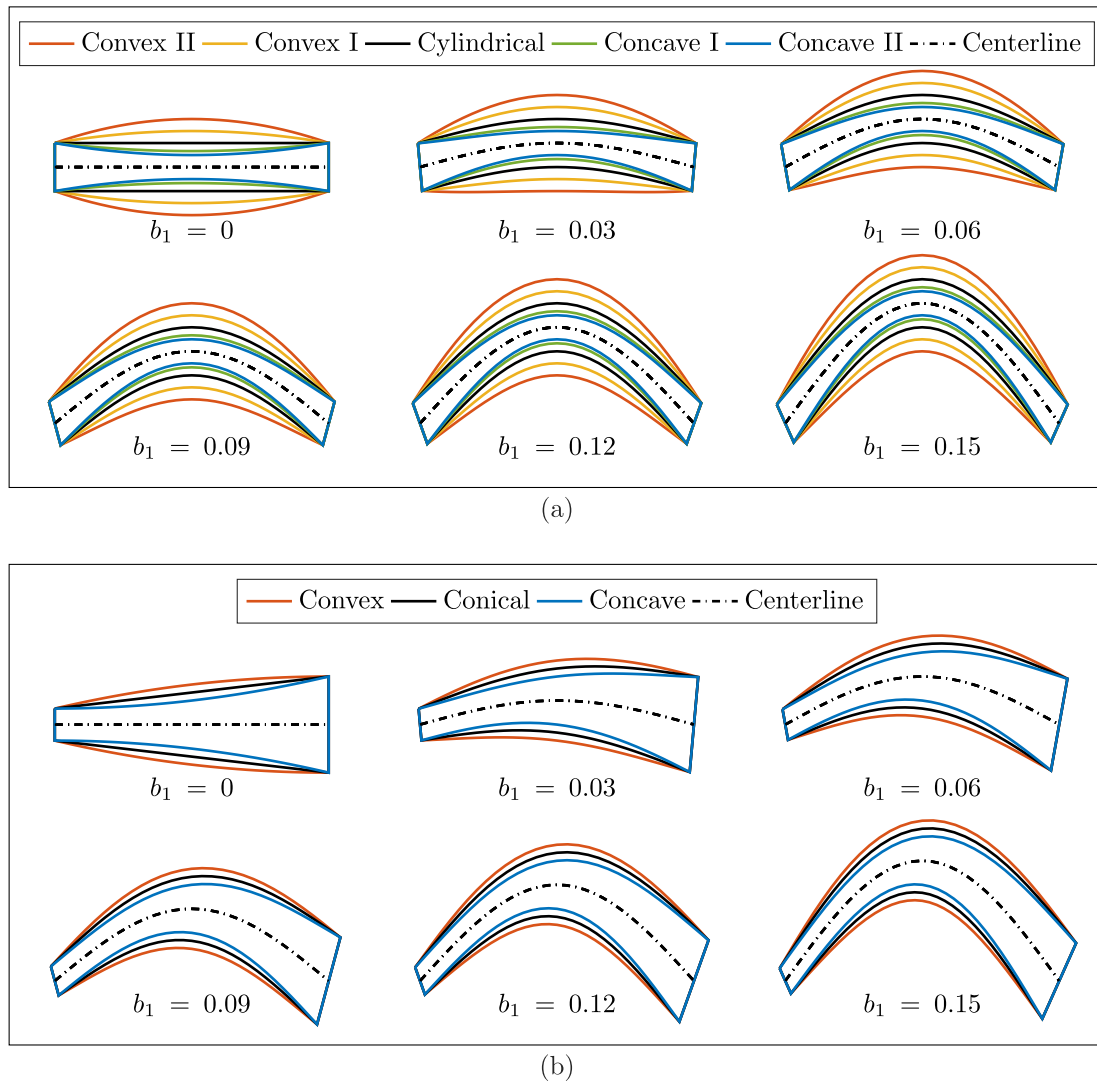 Convex II Convex I Cylindrical Concave I Concave II Centerline
b₁ = 0 b₁ = 0.03 b₁ = 0.06
b₁ = 0.09 b₁ = 0.12 b₁ = 0.15
(a)
Convex Conical Concave Centerline
b₁ = 0 b₁ = 0.03 b₁ = 0.06
b₁ = 0.09 b₁ = 0.12 b₁ = 0.15
(b)